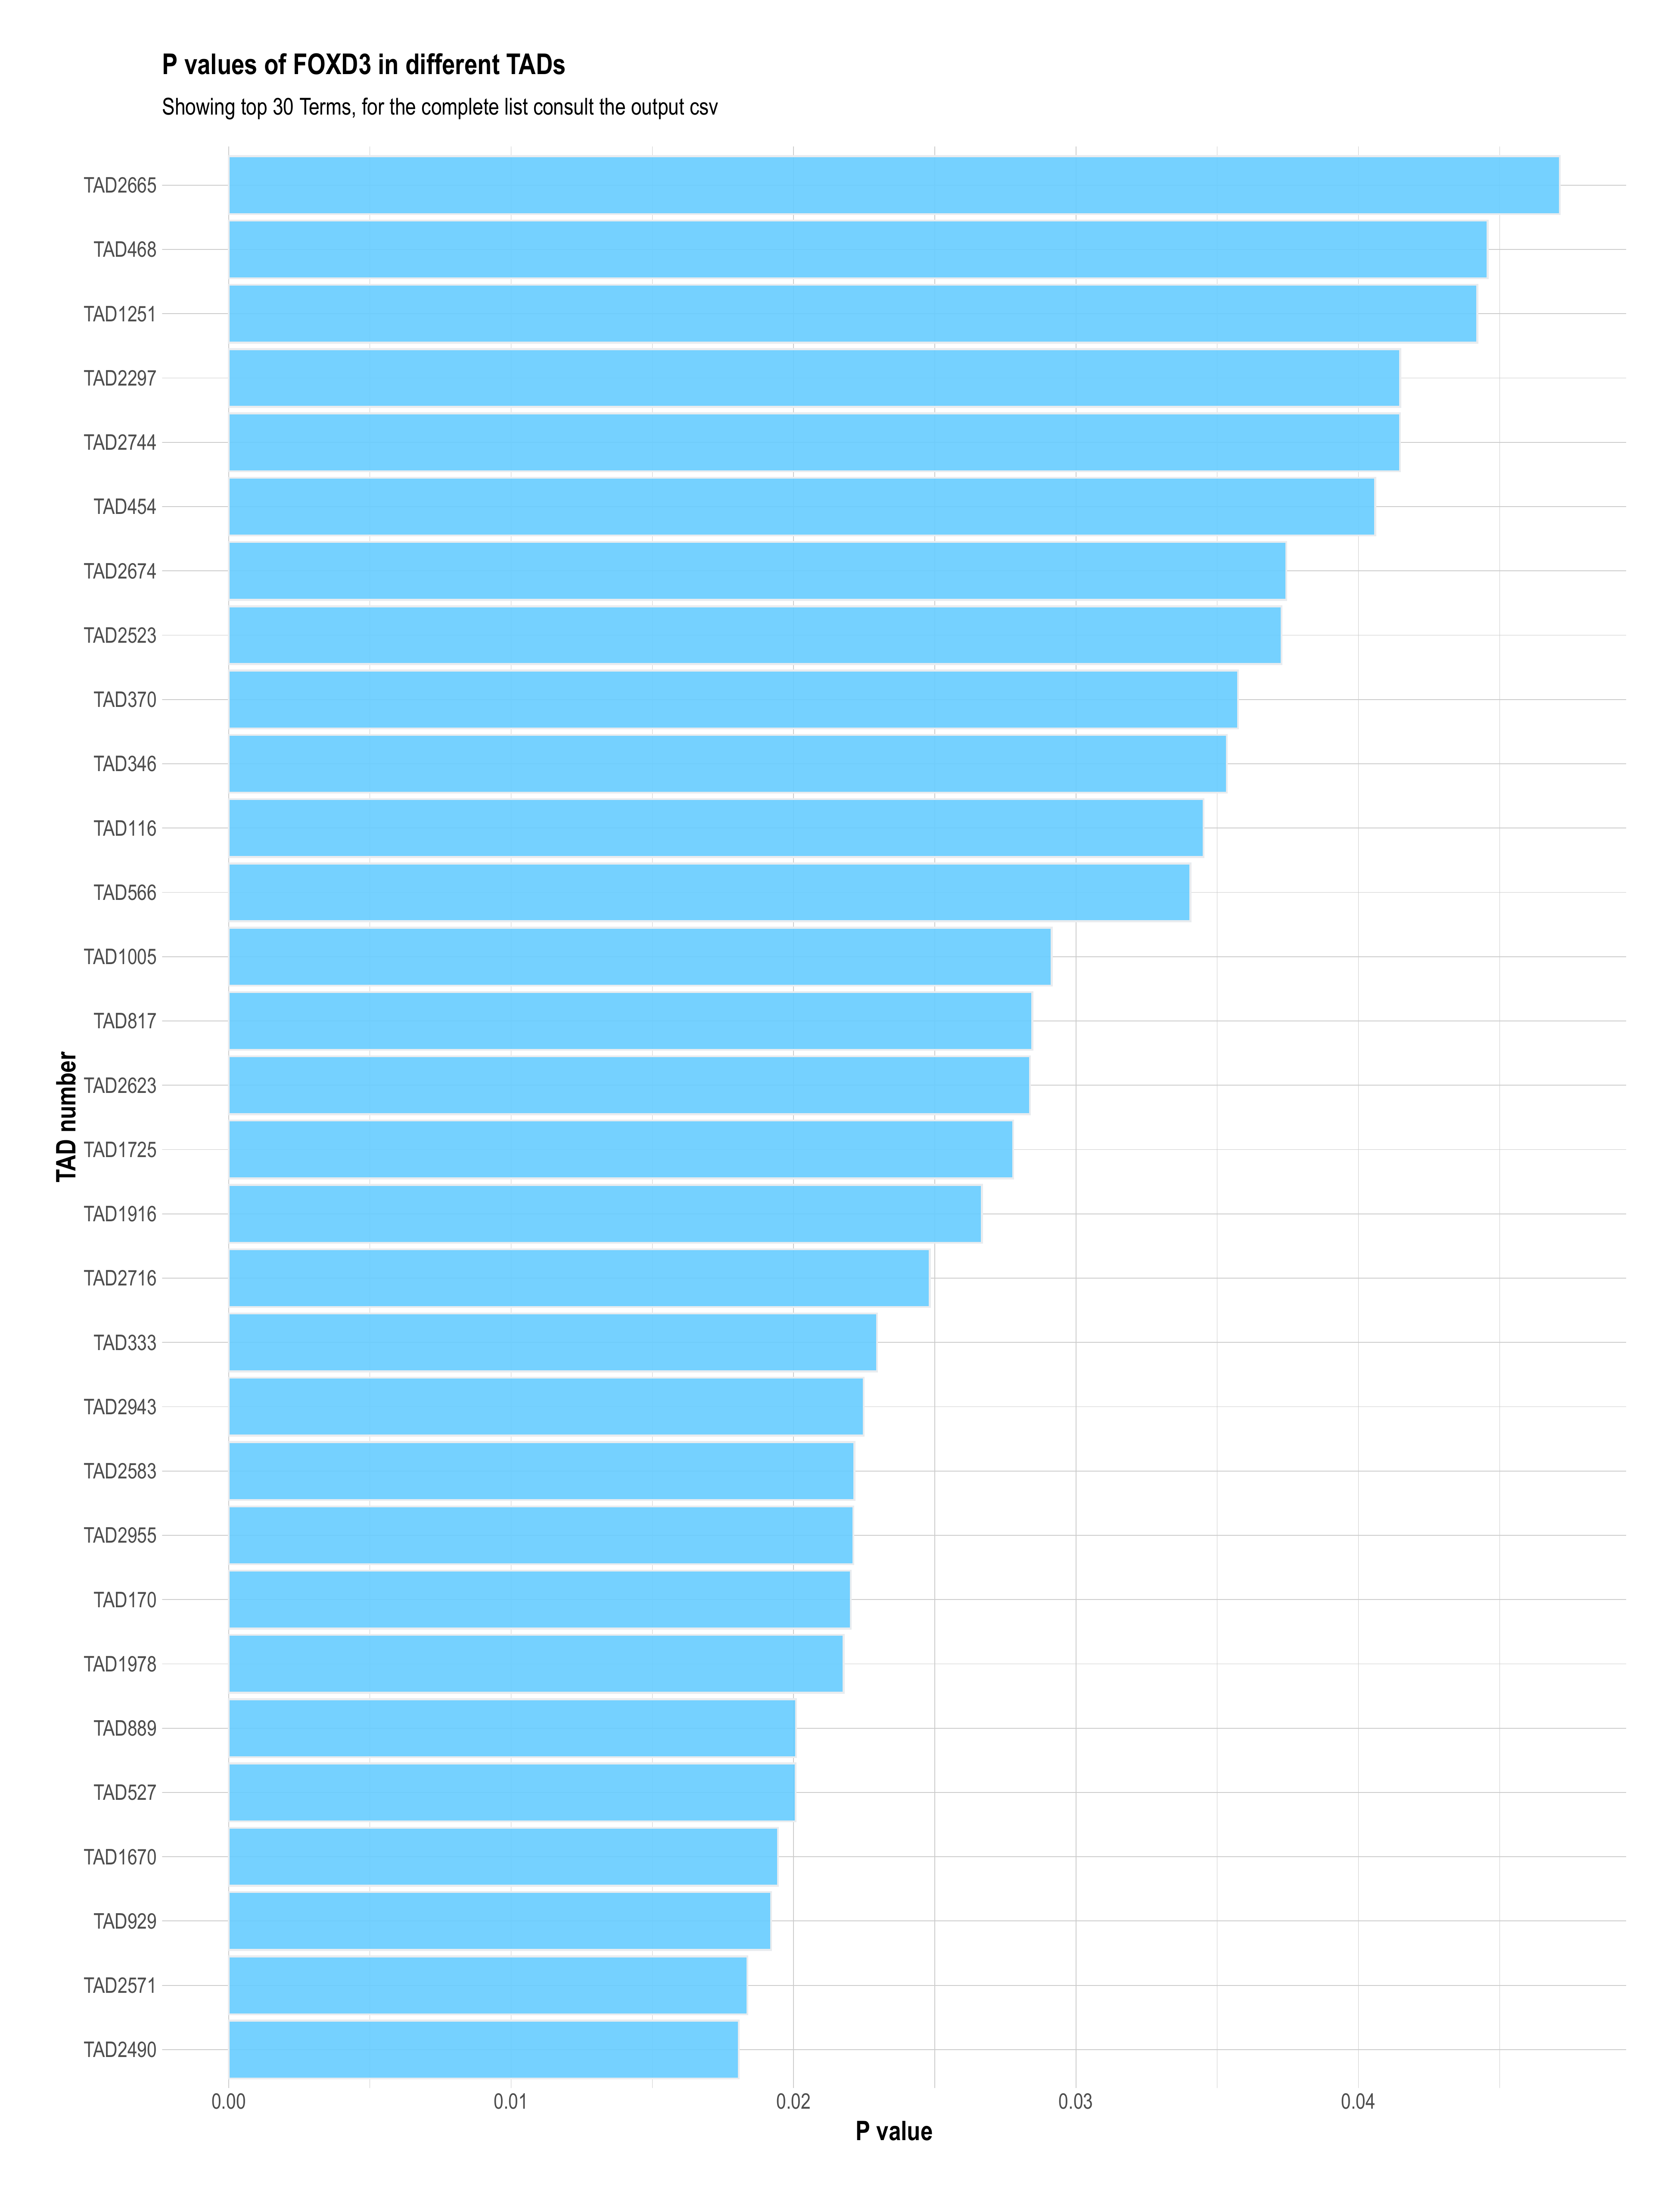 P values of FOXD3 in different TADs
Showing top 30 Terms, for the complete list consult the output csv
TAD2665
TAD468
TAD1251
TAD2297
TAD2744
TAD454
TAD2674
TAD2523
TAD370
TAD346
TAD116
TAD566
TAD1005
TAD817
TAD2623
TAD1725
TAD1916
TAD2716
TAD333
TAD2943
TAD2583
TAD2955
TAD170
TAD1978
TAD889
TAD527
TAD1670
TAD929
TAD2571
TAD2490
TAD number
0.00 0.01 0.02 0.03 0.04
P value